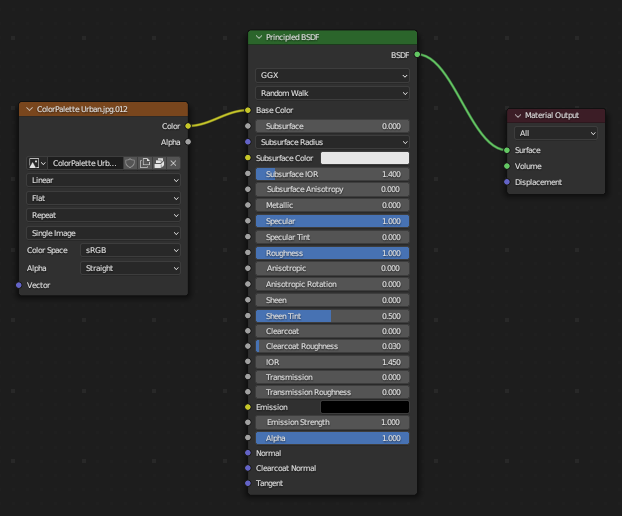 ColorPalette Urban.jpg.012
Color
Alpha
ColorPalette Urb...
Linear
Flat
Repeat
Single Image
Color Space sRGB
Alpha Straight
Vector
Principled BSDF
BSDF
GGX
Random Walk
Base Color
Subsurface 0.000
Subsurface Radius
Subsurface Color
Subsurface IOR 1.400
Subsurface Anisotropy 0.000
Metallic 0.000
Specular 1.000
Specular Tint 0.000
Roughness 1.000
Anisotropic 0.000
Anisotropic Rotation 0.000
Sheen 0.000
Sheen Tint 0.500
Clearcoat 0.000
Clearcoat Roughness 0.030
IOR 1.450
Transmission 0.000
Transmission Roughness 0.000
Emission
Emission Strength 1.000
Alpha 1.000
Normal
Clearcoat Normal
Tangent
Material Output
All
Surface
Volume
Displacement